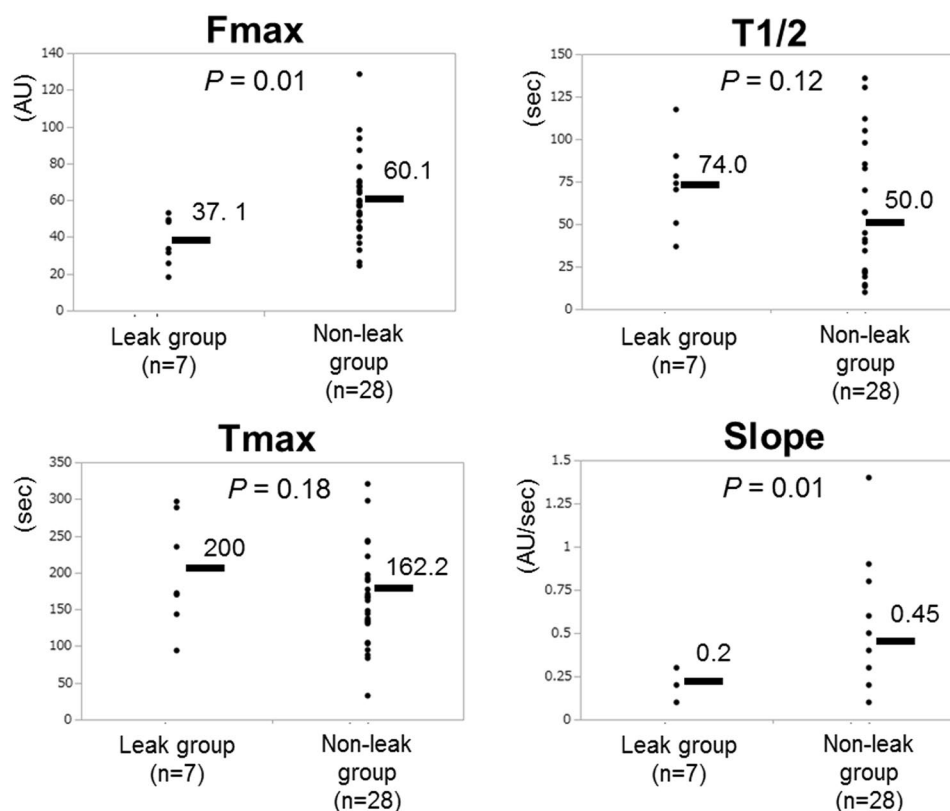 Fmax
140
120
100
80
60
40
20
0
(AU)
P = 0.01
37. 1
60.1
Leak group
(n=7)
Non-leak
group
(n=28)
T1/2
150
125
100
75
50
25
0
(sec)
P = 0.12
74.0
50.0
Leak group
(n=7)
Non-leak
group
(n=28)
Tmax
350
300
250
200
150
100
50
0
(sec)
P = 0.18
200
162.2
Leak group
(n=7)
Non-leak
group
(n=28)
Slope
1.5
1.25
1
0.75
0.5
0.25
0
(AU/sec)
P = 0.01
0.2
0.45
Leak group
(n=7)
Non-leak
group
(n=28)